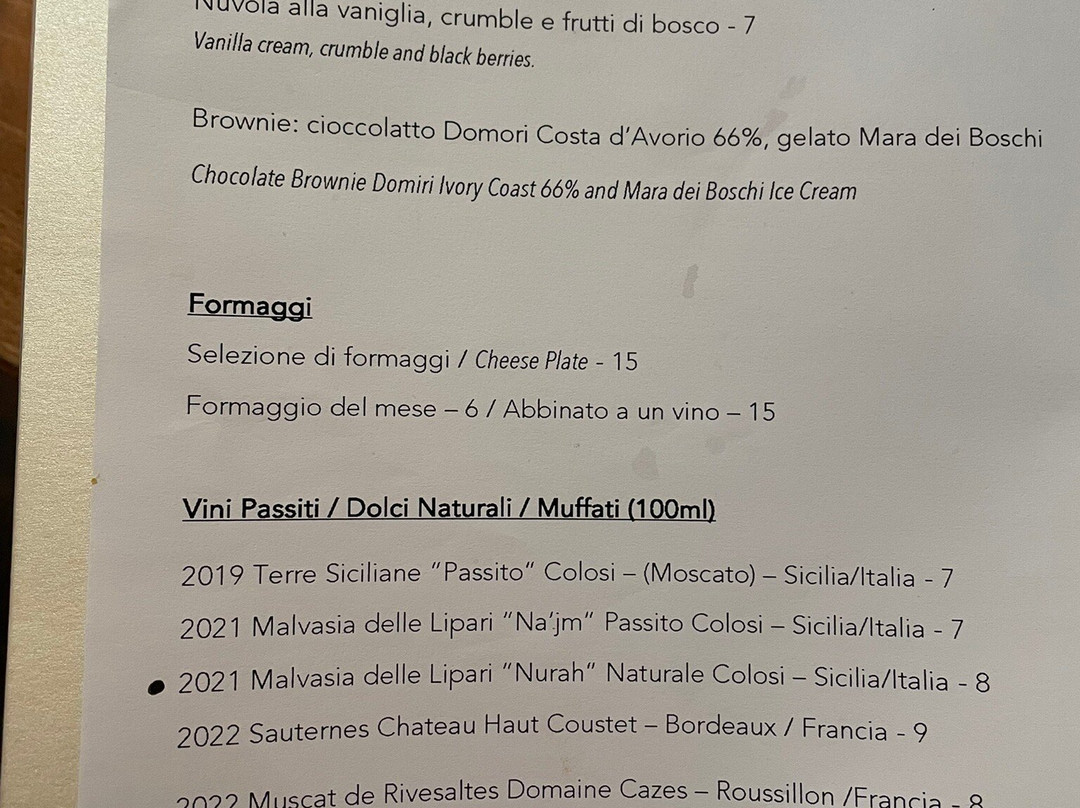 Nuvola alla vaniglia, crumble e frutti di bosco - 7
Vanilla cream, crumble and black berries.
Brownie: cioccolatto Domori Costa d'Avorio 66%, gelato Mara dei Boschi
Chocolate Brownie Domiri Ivory Coast 66% and Mara dei Boschi Ice Cream
Formaggi
Selezione di formaggi / Cheese Plate - 15
Formaggio del mese – 6 / Abbinato a un vino – 15
Vini Passiti / Dolci Naturali / Muffati (100ml)
2019 Terre Siciliane "Passito" Colosi – (Moscato) – Sicilia/Italia - 7
2021 Malvasia delle Lipari "Na'jm" Passito Colosi – Sicilia/Italia - 7
2021 Malvasia delle Lipari "Nurah" Naturale Colosi – Sicilia/Italia - 8
2022 Sauternes Chateau Haut Coustet – Bordeaux / Francia - 9
2022 Muscat de Rivesaltes Domaine Cazes – Roussillon /Francia - 8